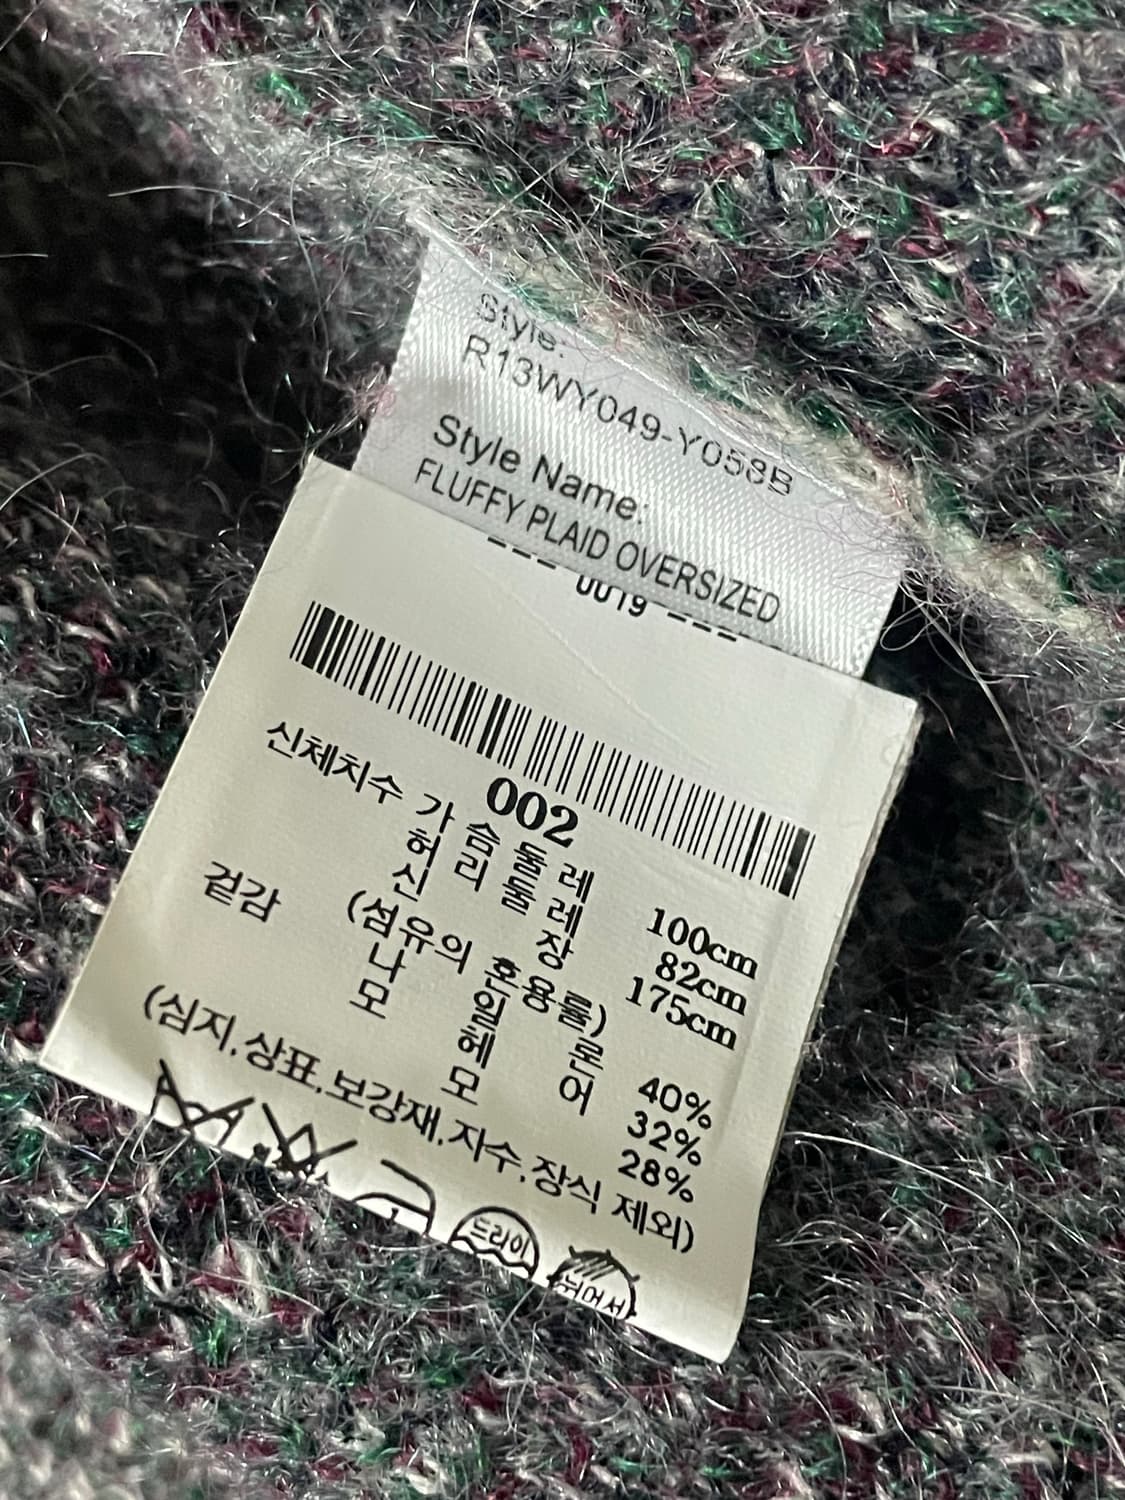 Style:
R13WY049-Y058B
Style Name:
FLUFFY PLAID OVERSIZED
--- 0019 ---
002
신체치수 가 슴 둘 레 100cm
허 리 둘 레 82cm
신 장 175cm
겉감 (섬유의 혼용률)
나 일 론 40%
모 헤 어 32%
모 28%
(심지,상표,보강재,자수,장식 제외)
드라이
뉘어서